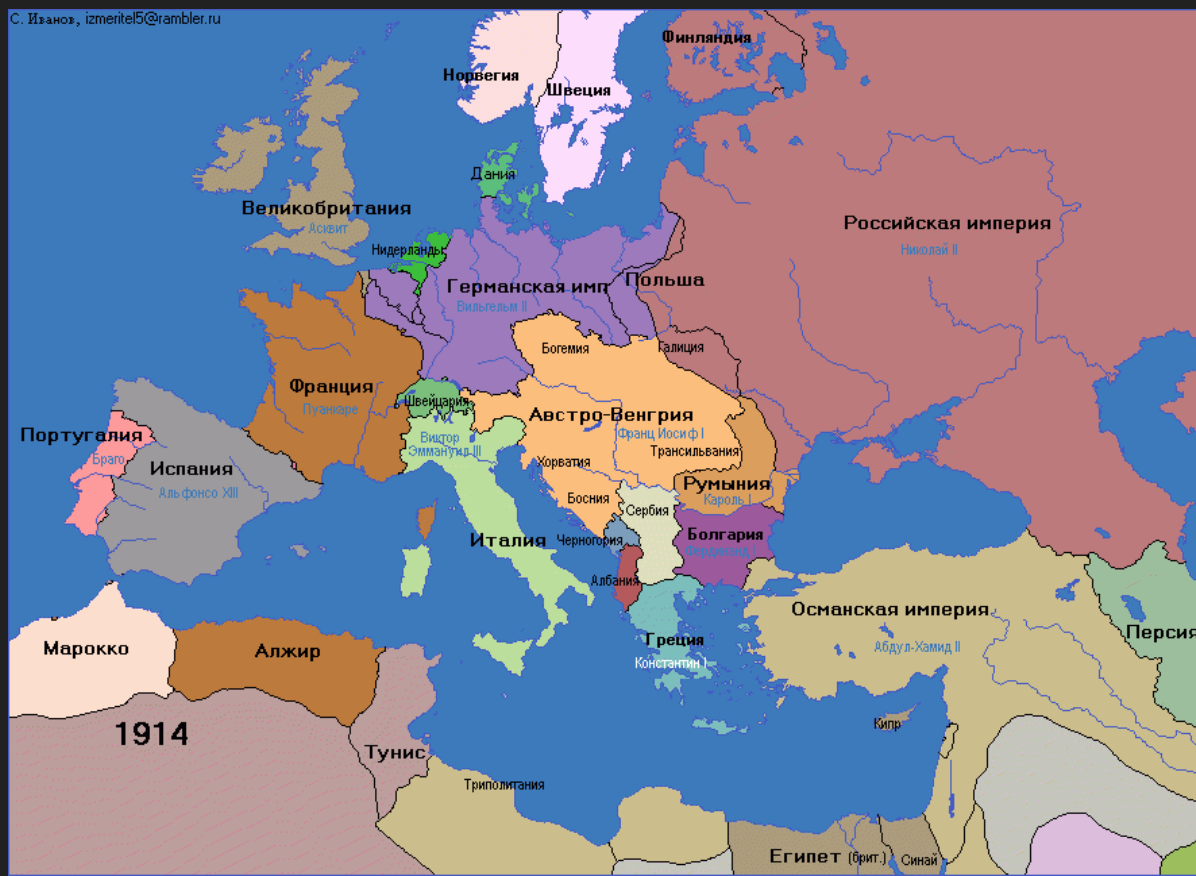 С. Иванов, izmeritel5@rambler.ru
Финляндия
Норвегия
Швеция
Дания
Великобритания
Асквит
Российская империя
Николай II
Нидерланды
Германская имп
Вильгельм II
Польша
Богемия
Галиция
Франция
Пуанкаре
Швейцария
Австро-Венгрия
Франц Иосиф I
Трансильвания
Португалия
Браго
Испания
Альфонсо XIII
Виктор
Эммануил III
Хорватия
Босния
Румыния
Кароль I
Сербия
Италия
Черногория
Болгария
Фердинанд I
Албания
Османская империя
Абдул-Хамид II
Персия
Греция
Константин I
Марокко
Алжир
1914
Тунис
Кипр
Триполитания
Египет (брит.)
Синай